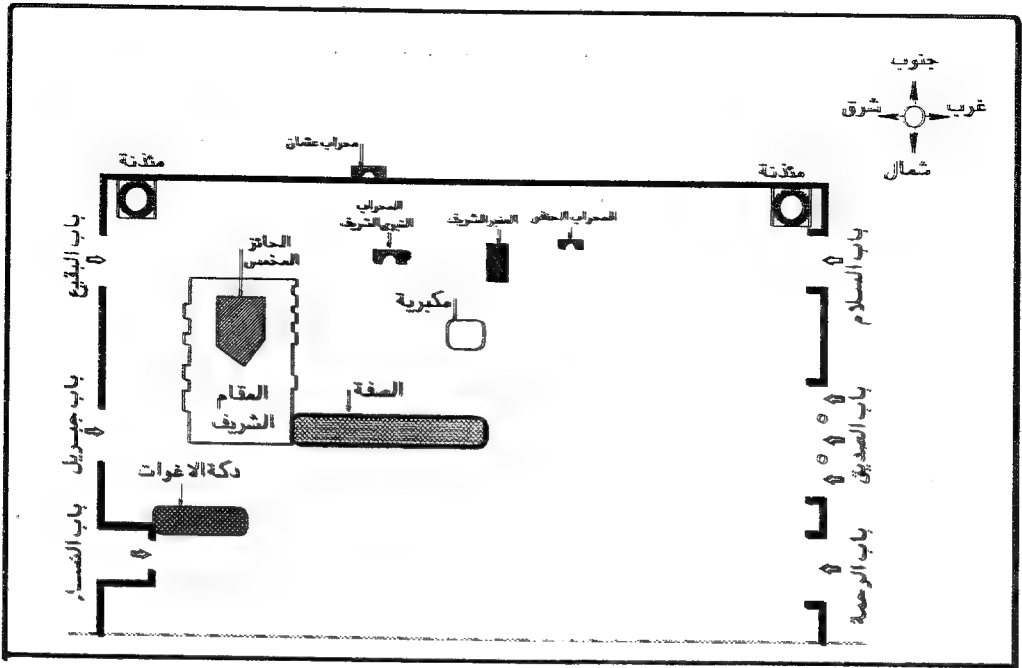 جنوب
غرب
شرق
شمال
محراب عثمان
مئذنة
مئذنة
المحراب الحنفي
المنبر الشريف
المحراب
النبوي الشريف
الحائز
المخمس
مكبرية
المقام
الشريف
الصفة
دكة الاغوات
باب السلام
باب الصديق
باب الرحمة
باب البقيع
باب جبريل
باب النساء